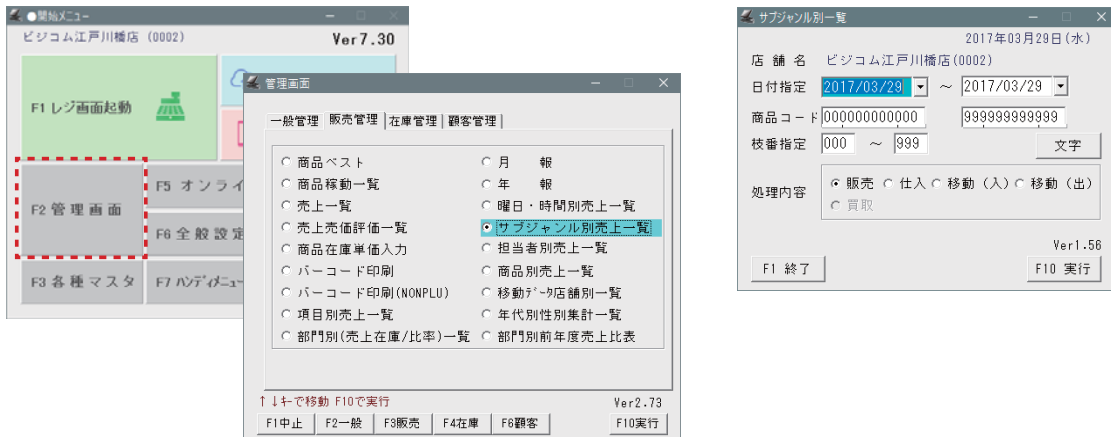 ●開始メニュー
ビジコム江戸川橋店 (0002)
Ver7.30
F1 レジ画面起動
F2 管理画面
F5 オンライ
F6 全般設定
F3 各種マスタ
F7 ﾊﾝﾃﾞｨﾒﾆｭｰ
管理画面
一般管理 販売管理 在庫管理 顧客管理
商品ベスト
商品稼動一覧
売上一覧
売上売価評価一覧
商品在庫単価入力
バーコード印刷
バーコード印刷(NONPLU)
項目別売上一覧
部門別(売上在庫/比率)一覧
月　　報
年　　報
曜日・時間別売上一覧
サブジャンル別売上一覧
担当者別売上一覧
商品別売上一覧
移動ﾃﾞｰﾀ店舗別一覧
年代別性別集計一覧
部門別前年度売上比表
↑↓ｷｰで移動 F10で実行
Ver2.73
F1中止 F2一般 F3販売 F4在庫 F6顧客 F10実行
サブジャンル別一覧
2017年03月29日(水)
店 舗 名 ビジコム江戸川橋店(0002)
日付指定 2017/03/29 ～ 2017/03/29
商品コード 000000000000 999999999999
枝番指定 000 ～ 999 文字
処理内容 販売 仕入 移動（入） 移動（出）
買取
Ver1.56
F1 終了 F10 実行